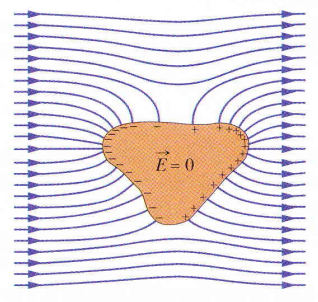 E⃗ = 0